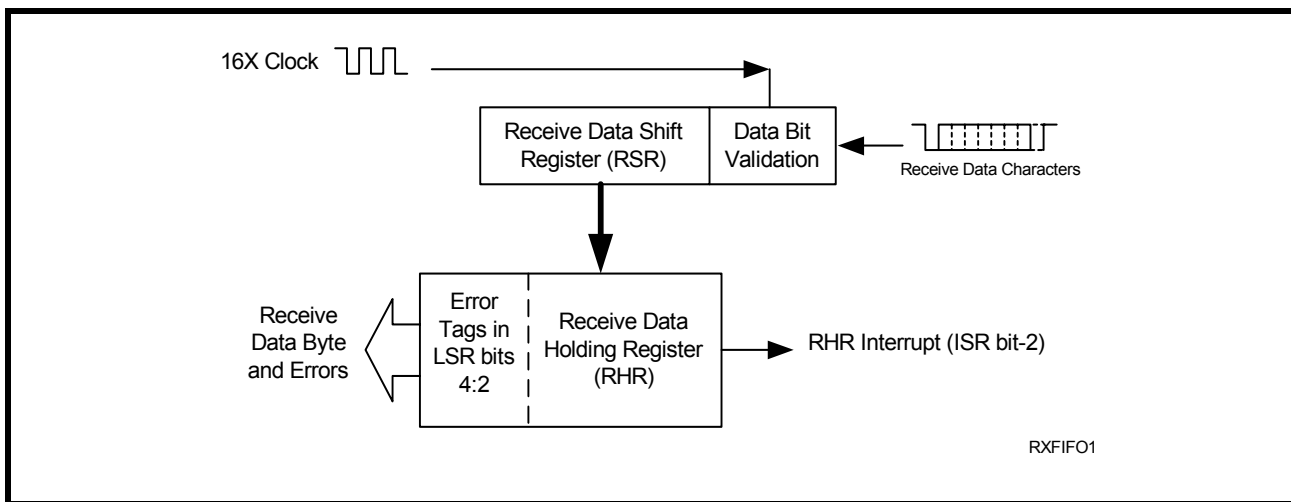 16X Clock
Receive Data Shift
Register (RSR)
Data Bit
Validation
Receive Data Characters
Receive
Data Byte
and Errors
Error
Tags in
LSR bits
4:2
Receive Data
Holding Register
(RHR)
RHR Interrupt (ISR bit-2)
RXFIFO1